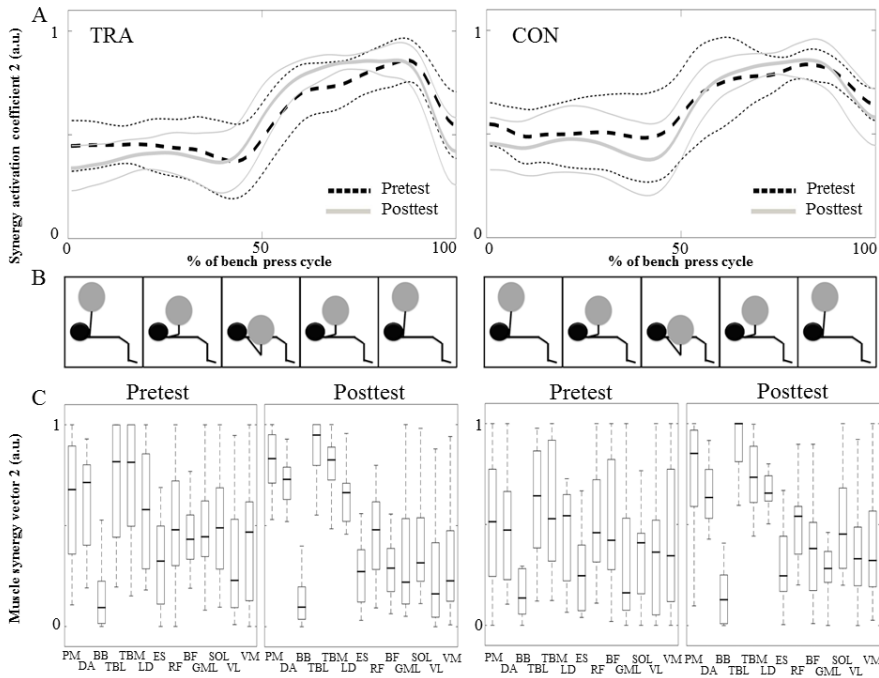 A
TRA
CON
Synergy activation coefficient 2 (a.u.)
1
0
Pretest
Posttest
0
50
100
% of bench press cycle
1
0
Pretest
Posttest
0
50
100
% of bench press cycle
B
C
Pretest
Posttest
Pretest
Posttest
Muscle synergy vector 2 (a.u.)
1
0
1
0
PM BB TBM ES BF SOL VM
DA TBL LD RF GML VL
PM BB TBM ES BF SOL VM
DA TBL LD RF GML VL
PM BB TBM ES BF SOL VM
DA TBL LD RF GML VL
PM BB TBM ES BF SOL VM
DA TBL LD RF GML VL